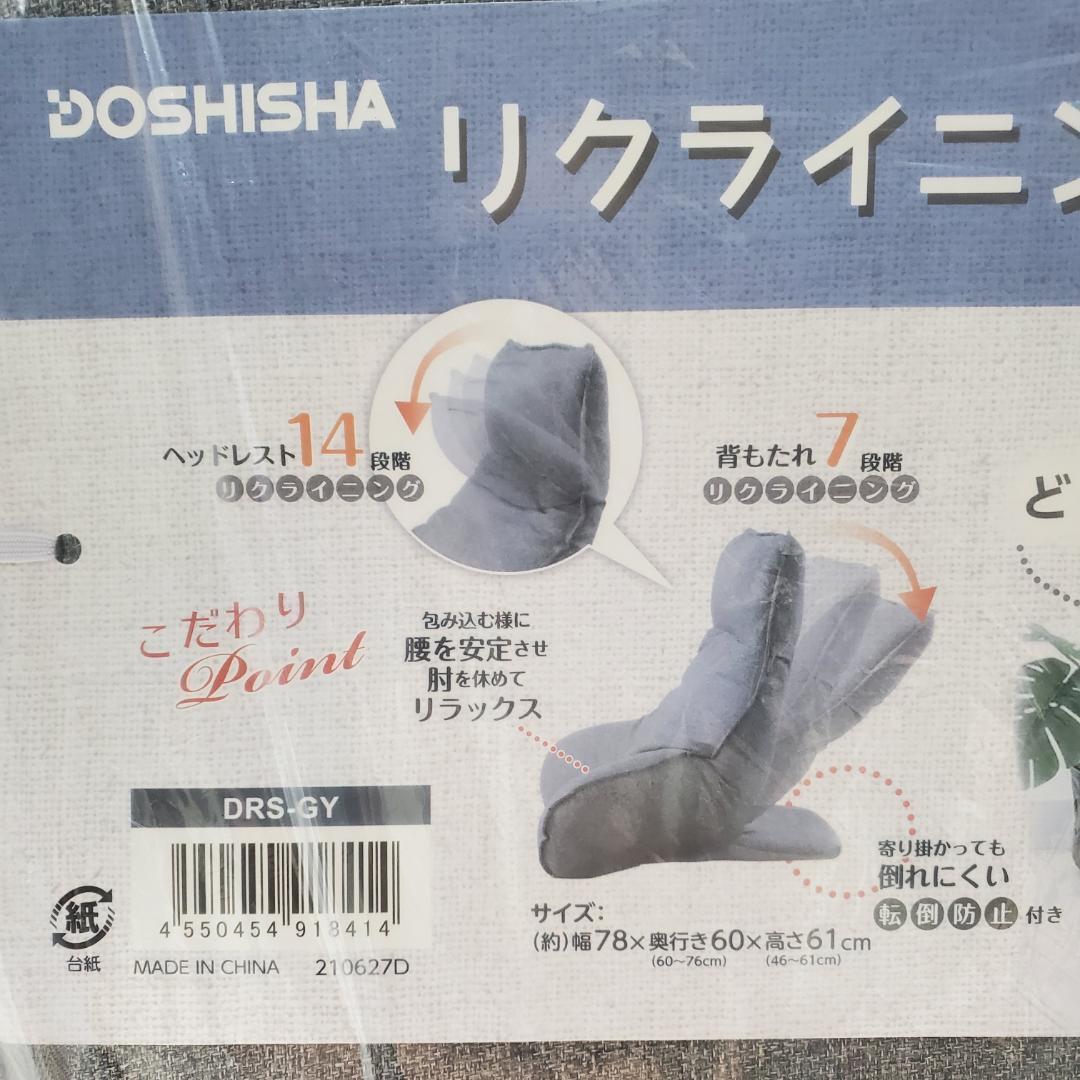 DOSHISHA
リクライニン
ヘッドレスト14段階
リクライニング
背もたれ7段階
リクライニング
ど
こだわり
Point
包み込む様に
腰を安定させ
肘を休めて
リラックス
DRS-GY
4 550454 918414
紙
台紙
MADE IN CHINA 210627D
寄り掛かっても
倒れにくい
転倒防止付き
サイズ:
(約)幅78×奥行き60×高さ61cm
(60~76cm) (46~61cm)